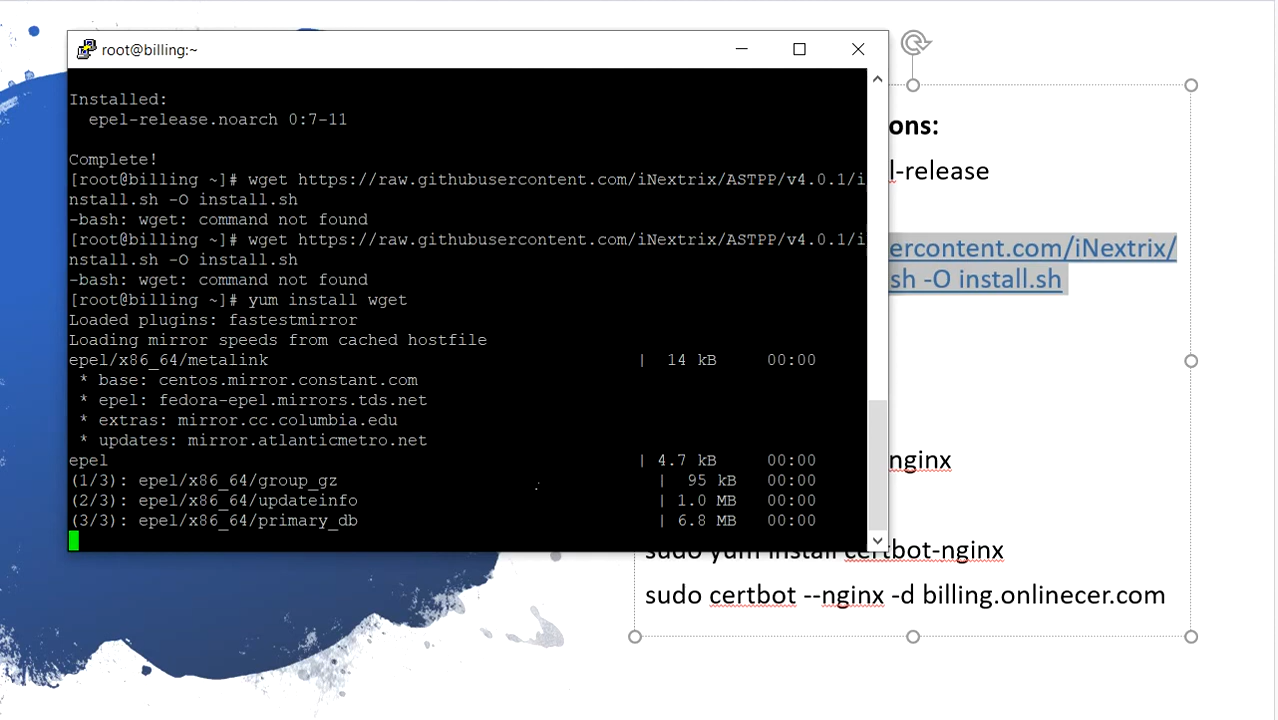 root@billing:~
Installed:
epel-release.noarch 0:7-11
Complete!
[root@billing ~]# wget https://raw.githubusercontent.com/iNextrix/ASTPP/v4.0.1/i
nstall.sh -O install.sh
-bash: wget: command not found
[root@billing ~]# wget https://raw.githubusercontent.com/iNextrix/ASTPP/v4.0.1/i
nstall.sh -O install.sh
-bash: wget: command not found
[root@billing ~]# yum install wget
Loaded plugins: fastestmirror
Loading mirror speeds from cached hostfile
epel/x86_64/metalink | 14 kB 00:00
* base: centos.mirror.constant.com
* epel: fedora-epel.mirrors.tds.net
* extras: mirror.cc.columbia.edu
* updates: mirror.atlanticmetro.net
epel | 4.7 kB 00:00
(1/3): epel/x86_64/group_gz | 95 kB 00:00
(2/3): epel/x86_64/updateinfo | 1.0 MB 00:00
(3/3): epel/x86_64/primary_db | 6.8 MB 00:00
ons:
l-release
ercontent.com/iNextrix/
sh -O install.sh
nginx
sudo yum install certbot-nginx
sudo certbot --nginx -d billing.onlinecer.com